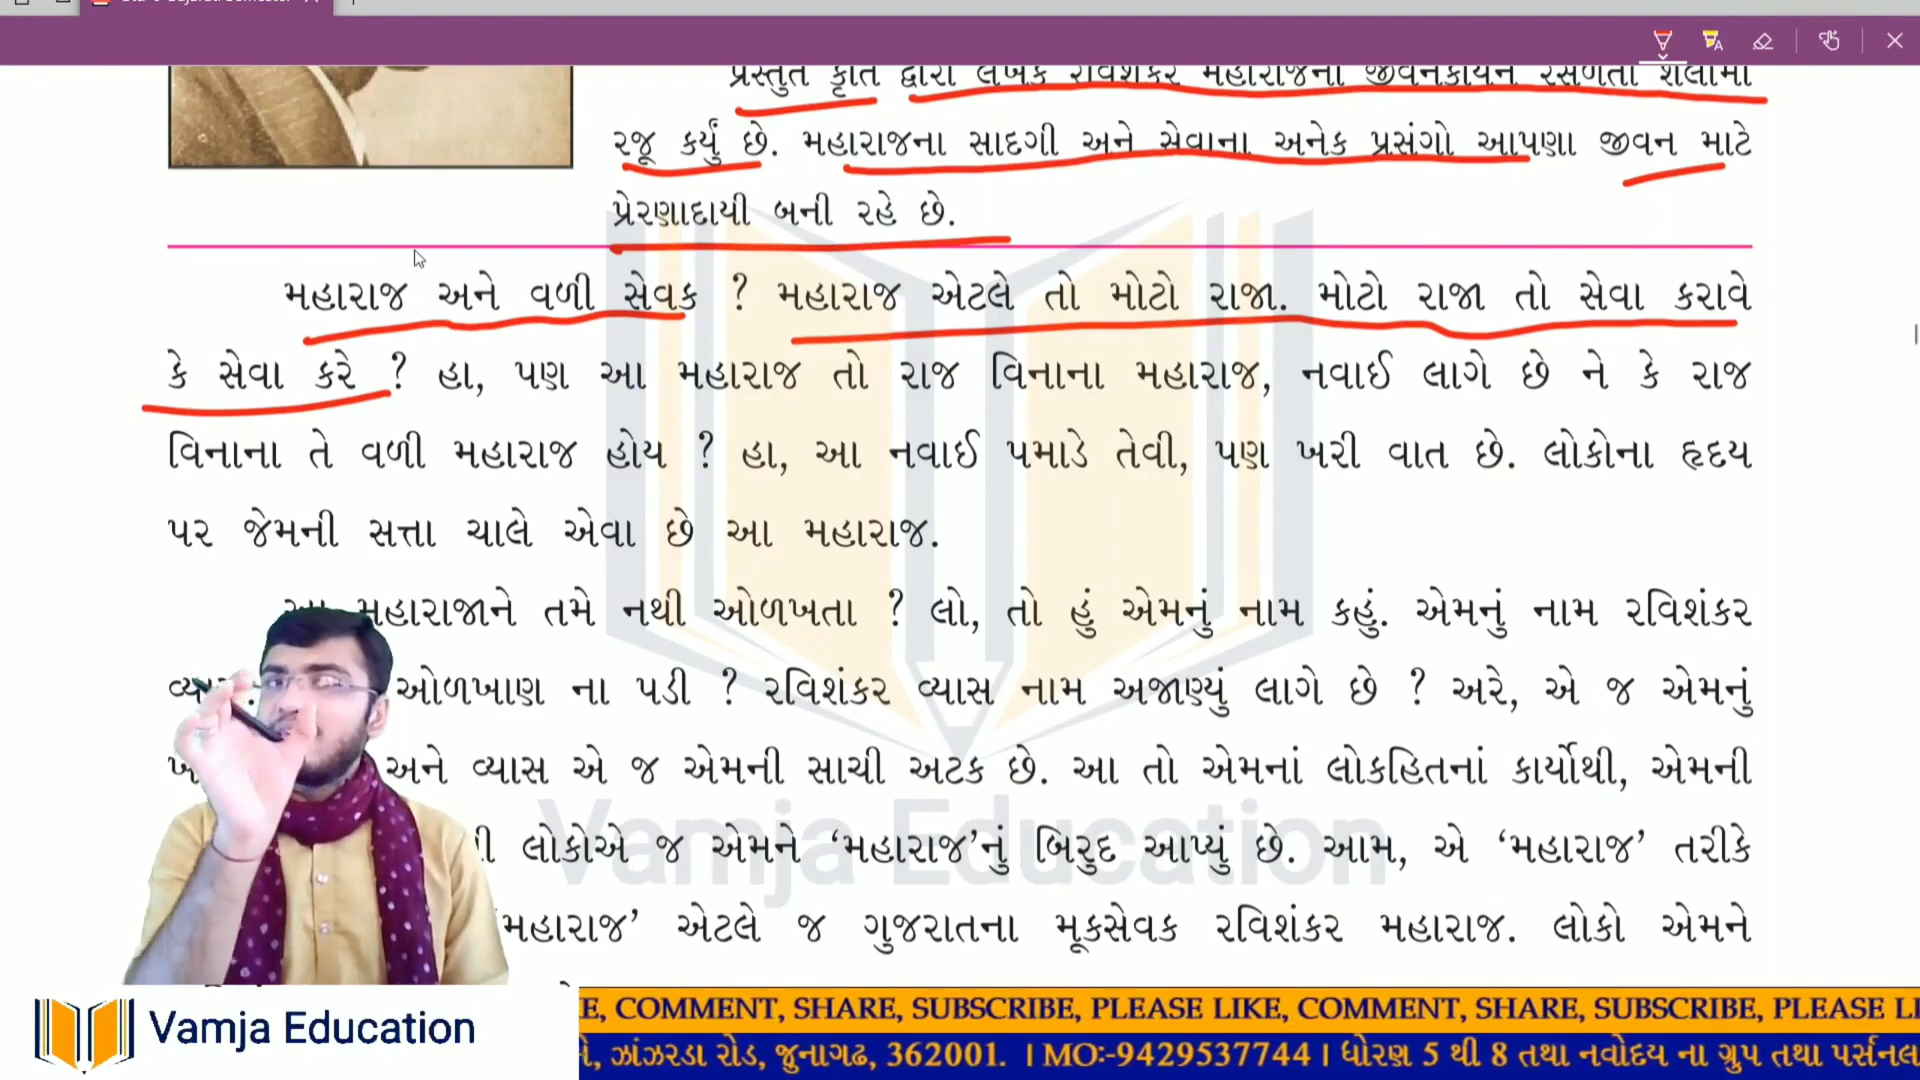 પ્રસ્તુત કૃતિ દ્વારા લેખકે રવિશંકર મહારાજના જીવનકાર્યને રસળતી શૈલીમાં
રજૂ કર્યું છે. મહારાજના સાદગી અને સેવાના અનેક પ્રસંગો આપણા જીવન માટે
પ્રેરણાદાયી બની રહે છે.
મહારાજ અને વળી સેવક ? મહારાજ એટલે તો મોટો રાજા. મોટો રાજા તો સેવા કરાવે
કે સેવા કરે ? હા, પણ આ મહારાજ તો રાજ વિનાના મહારાજ, નવાઈ લાગે છે ને કે રાજ
વિનાના તે વળી મહારાજ હોય ? હા, આ નવાઈ પમાડે તેવી, પણ ખરી વાત છે. લોકોના હૃદય
પર જેમની સત્તા ચાલે એવા છે આ મહારાજ.
આ મહારાજાને તમે નથી ઓળખતા ? લો, તો હું એમનું નામ કહું. એમનું નામ રવિશંકર
ઓળખાણ ના પડી ? રવિશંકર વ્યાસ નામ અજાણ્યું લાગે છે ? અરે, એ જ એમનું
અને વ્યાસ એ જ એમની સાચી અટક છે. આ તો એમનાં લોકહિતનાં કાર્યોથી, એમની
લોકોએ જ એમને ‘મહારાજ’નું બિરુદ આપ્યું છે. આમ, એ ‘મહારાજ’ તરીકે
‘મહારાજ’ એટલે જ ગુજરાતના મૂકસેવક રવિશંકર મહારાજ. લોકો એમને
Vamja Education
Vamja Education
E, COMMENT, SHARE, SUBSCRIBE, PLEASE LIKE, COMMENT, SHARE, SUBSCRIBE, PLEASE LI
ઝાંઝરડા રોડ, જુનાગઢ, 362001. । MO:-9429537744 । ધોરણ 5 થી 8 તથા નવોદય ના ગ્રુપ તથા પર્સનલ